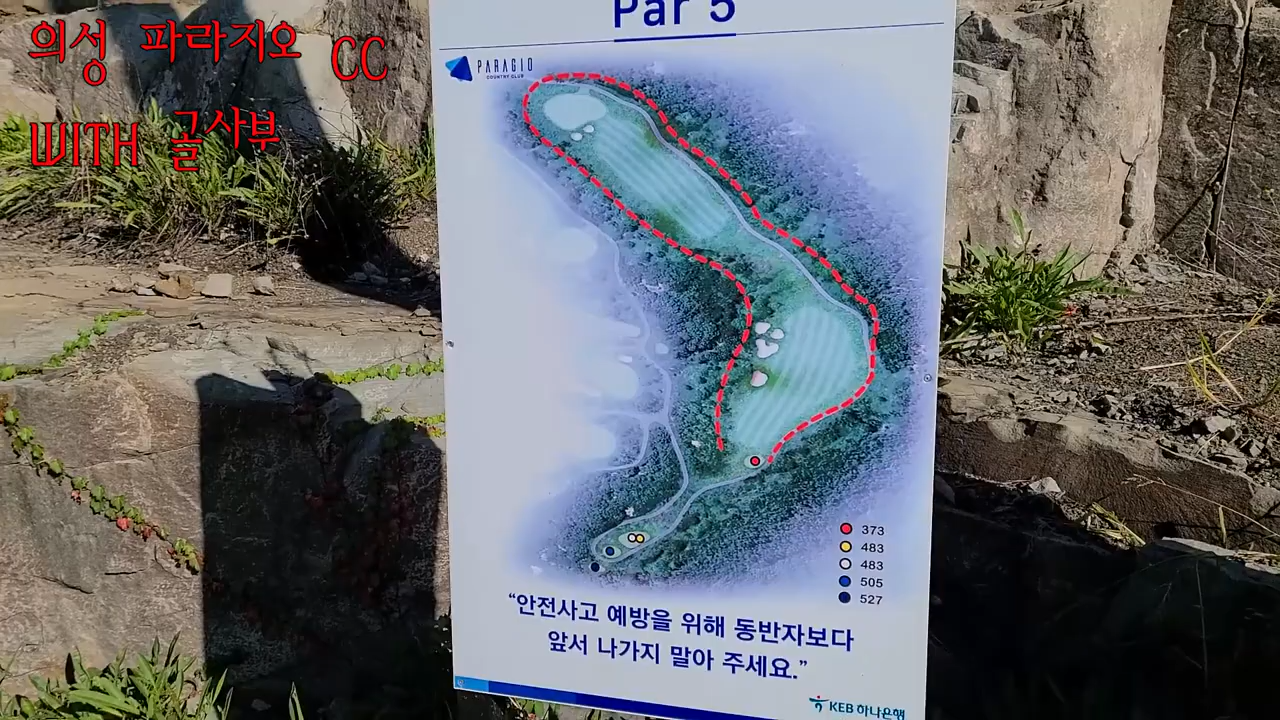 의성 파라지오 CC
WITH 골사부
Par 5
PARAGIO
COUNTRY CLUB
373
483
483
505
527
“안전사고 예방을 위해 동반자보다
앞서 나가지 말아 주세요.”
KEB 하나은행